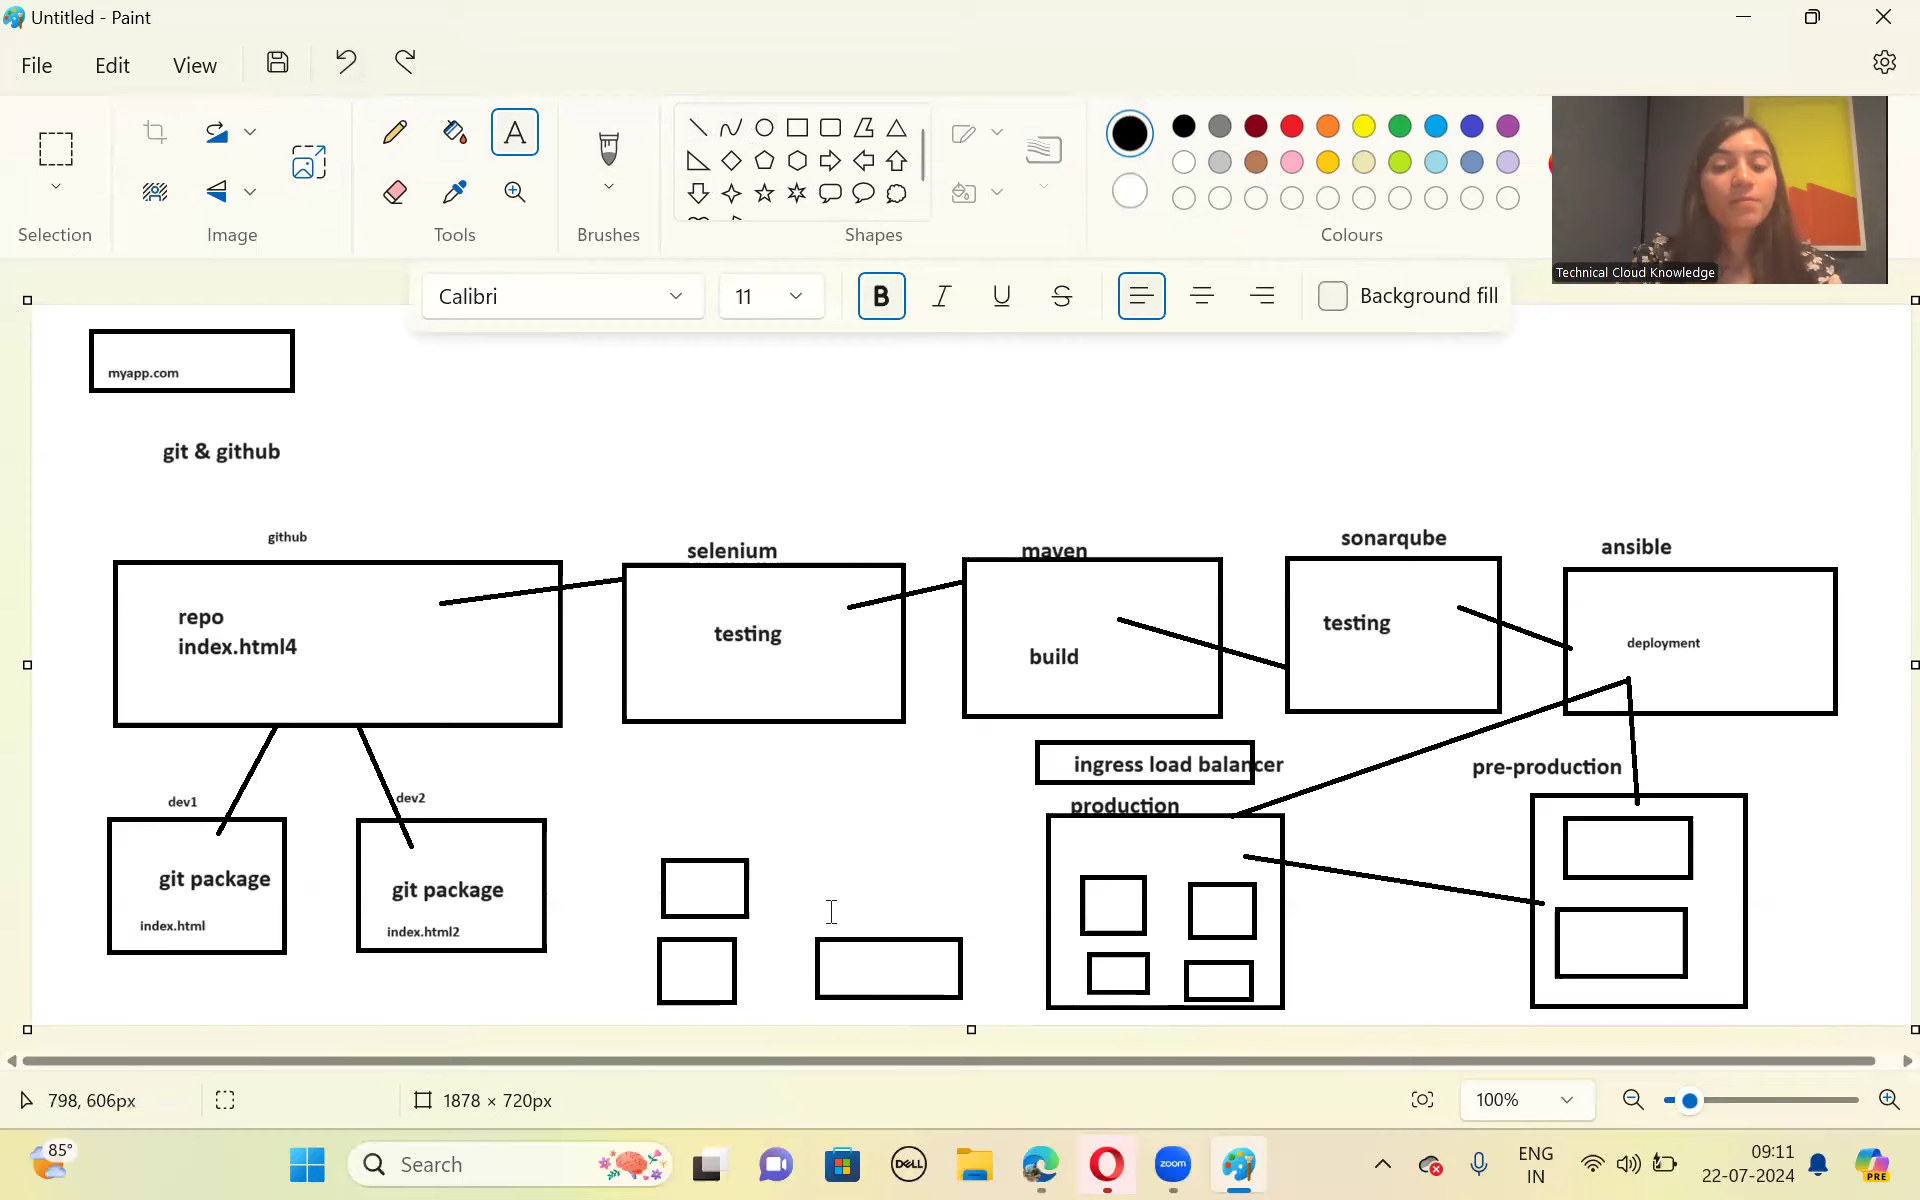 Untitled - Paint
File Edit View
Selection Image Tools Brushes Shapes Colours
Technical Cloud Knowledge
Calibri 11 B I U S Background fill
myapp.com
git & github
github
selenium
maven
sonarqube
ansible
repo
index.html4
testing
build
testing
deployment
ingress load balancer
pre-production
production
dev1
dev2
git package
index.html
git package
index.html2
798, 606px
1878 × 720px
100%
85°
Search
DELL
zoom
ENG
IN
09:11
22-07-2024
PRE